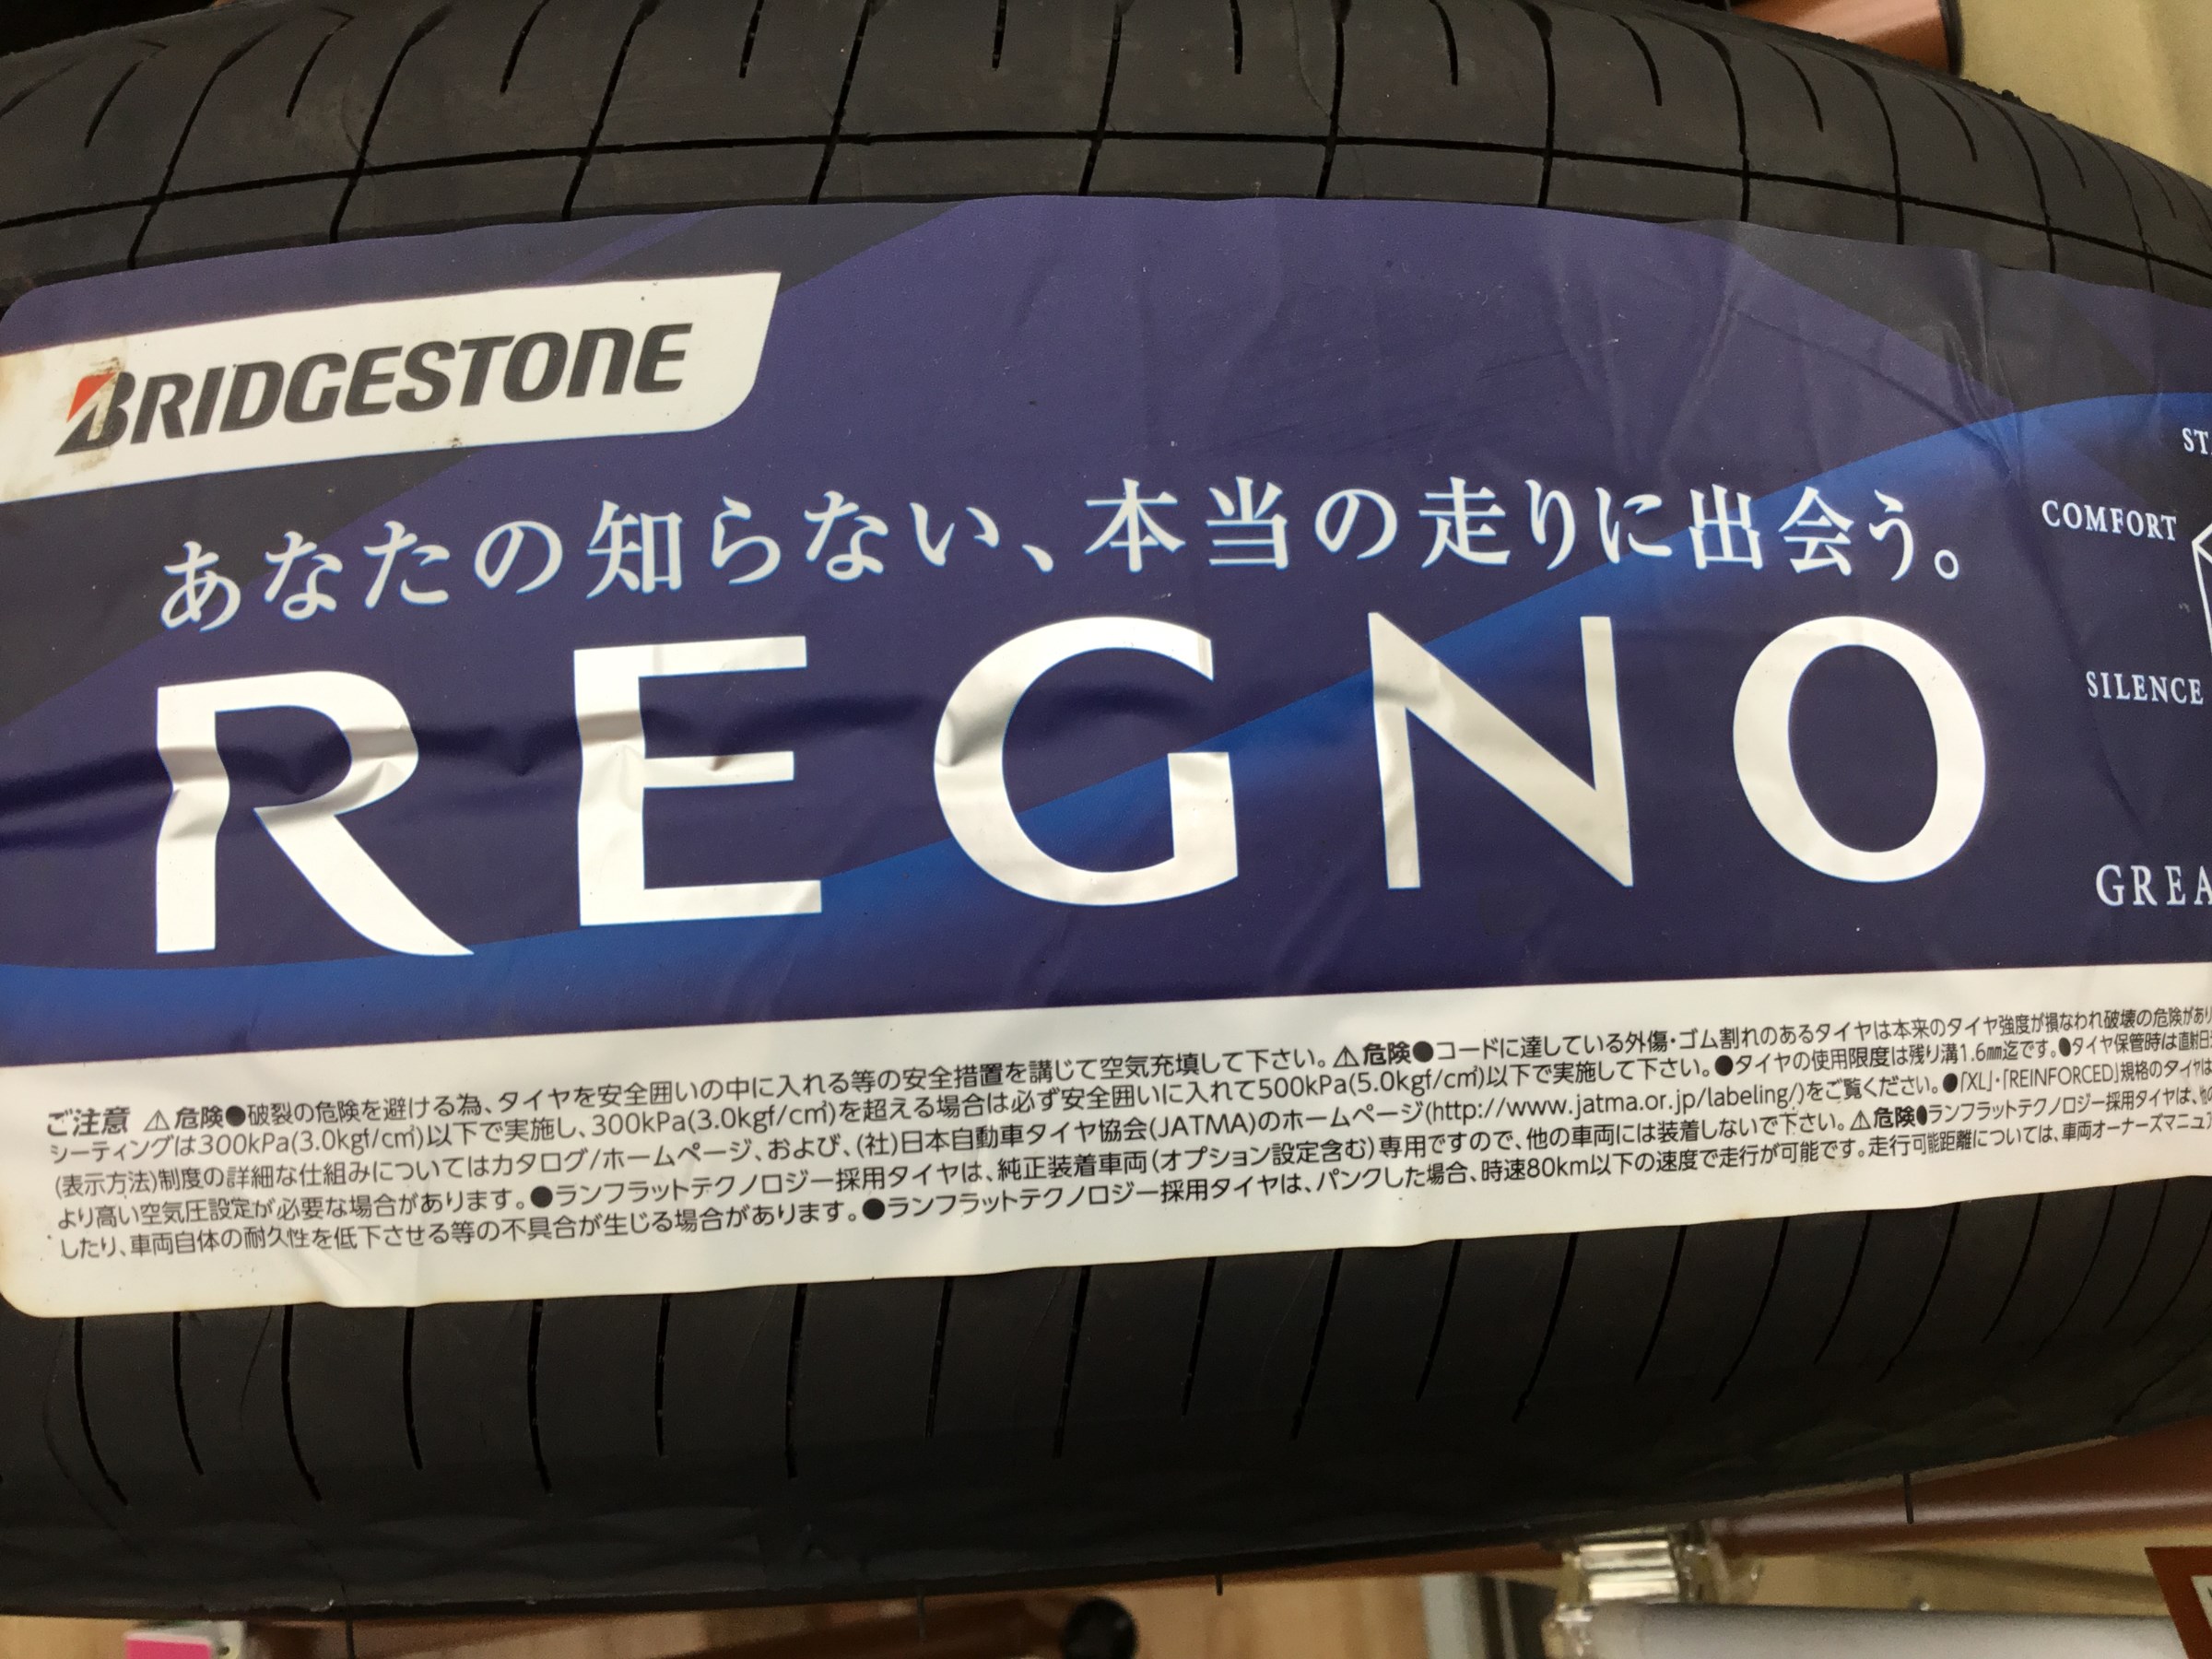 BRIDGESTONE
あなたの知らない、本当の走りに出会う。
REGNO
COMFORT
SILENCE
ご注意 ⚠危険●破裂の危険を避ける為、タイヤを安全囲いの中に入れる等の安全措置を講じて空気充填して下さい。⚠危険●コードに達している外傷・ゴム割れのあるタイヤは本来のタイヤ強度が損なわれ破壊の危険があり
シーティングは300kPa(3.0kgf/c㎡)以下で実施し、300kPa(3.0kgf/c㎡)を超える場合は必ず安全囲いに入れて500kPa(5.0kgf/c㎡)以下で実施して下さい。●タイヤの使用限度は残り溝1.6㎜迄です。●タイヤ保管時は直射日
(表示方法)制度の詳細な仕組みについてはカタログ/ホームページ、および、(社)日本自動車タイヤ協会(JATMA)のホームページ(http://www.jatma.or.jp/labeling/)をご覧ください。●「XL」・「REINFORCED」規格のタイヤは
より高い空気圧設定が必要な場合があります。●ランフラットテクノロジー採用タイヤは、純正装着車両(オプション設定含む)専用ですので、他の車両には装着しないで下さい。⚠危険●ランフラットテクノロジー採用タイヤは、他の
したり、車両自体の耐久性を低下させる等の不具合が生じる場合があります。●ランフラットテクノロジー採用タイヤは、パンクした場合、時速80km以下の速度で走行が可能です。走行可能距離については、車両オーナーズマニュア